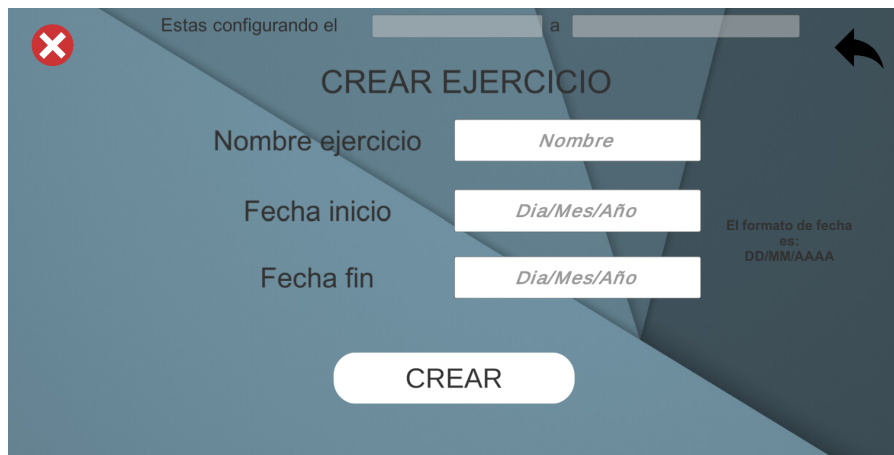 Estas configurando el a
CREAR EJERCICIO
Nombre ejercicio Nombre
Fecha inicio Dia/Mes/Año
El formato de fecha
es:
DD/MM/AAAA
Fecha fin Dia/Mes/Año
CREAR